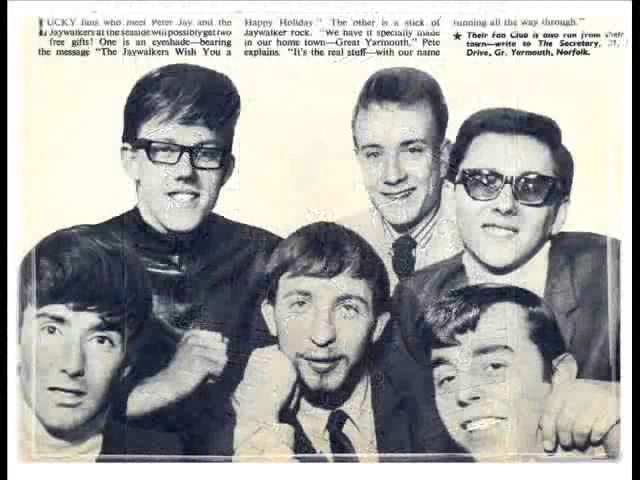 LUCKY fans who meet Peter Jay and the
Jaywalkers at the seaside will possibly get two
free gifts! One is an eyeshade—bearing
the message "The Jaywalkers Wish You a
Happy Holiday." The other is a stick of
Jaywalker rock. "We have it specially made
in our home town—Great Yarmouth," Pete
explains. "It's the real stuff—with our name
running all the way through."
★ Their Fan Club is also run from their
town—write to The Secretary,
Drive, Gr. Yarmouth, Norfolk.